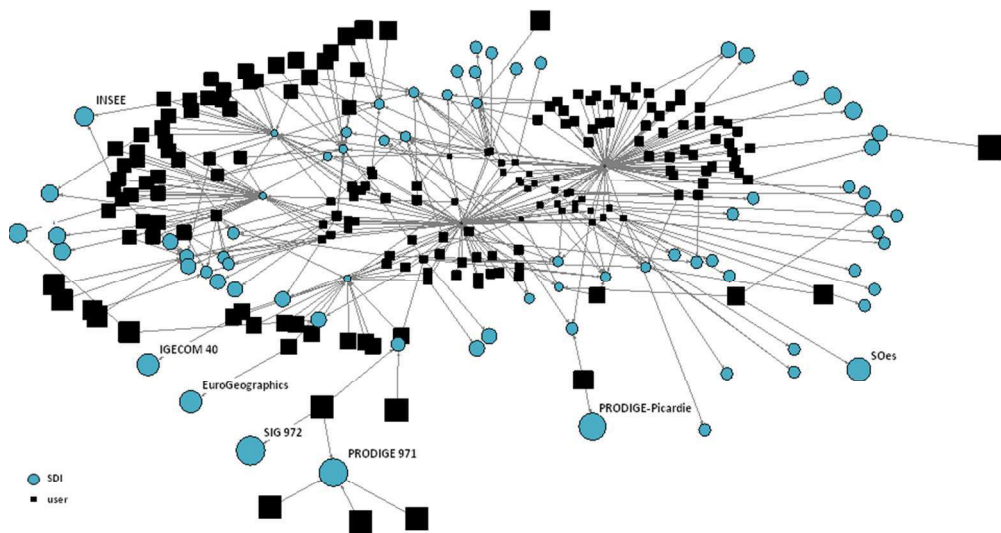 INSEE
IGECOM 40
SOes
EuroGeographics
PRODIGE-Picardie
SIG 972
PRODIGE 971
SDI
user